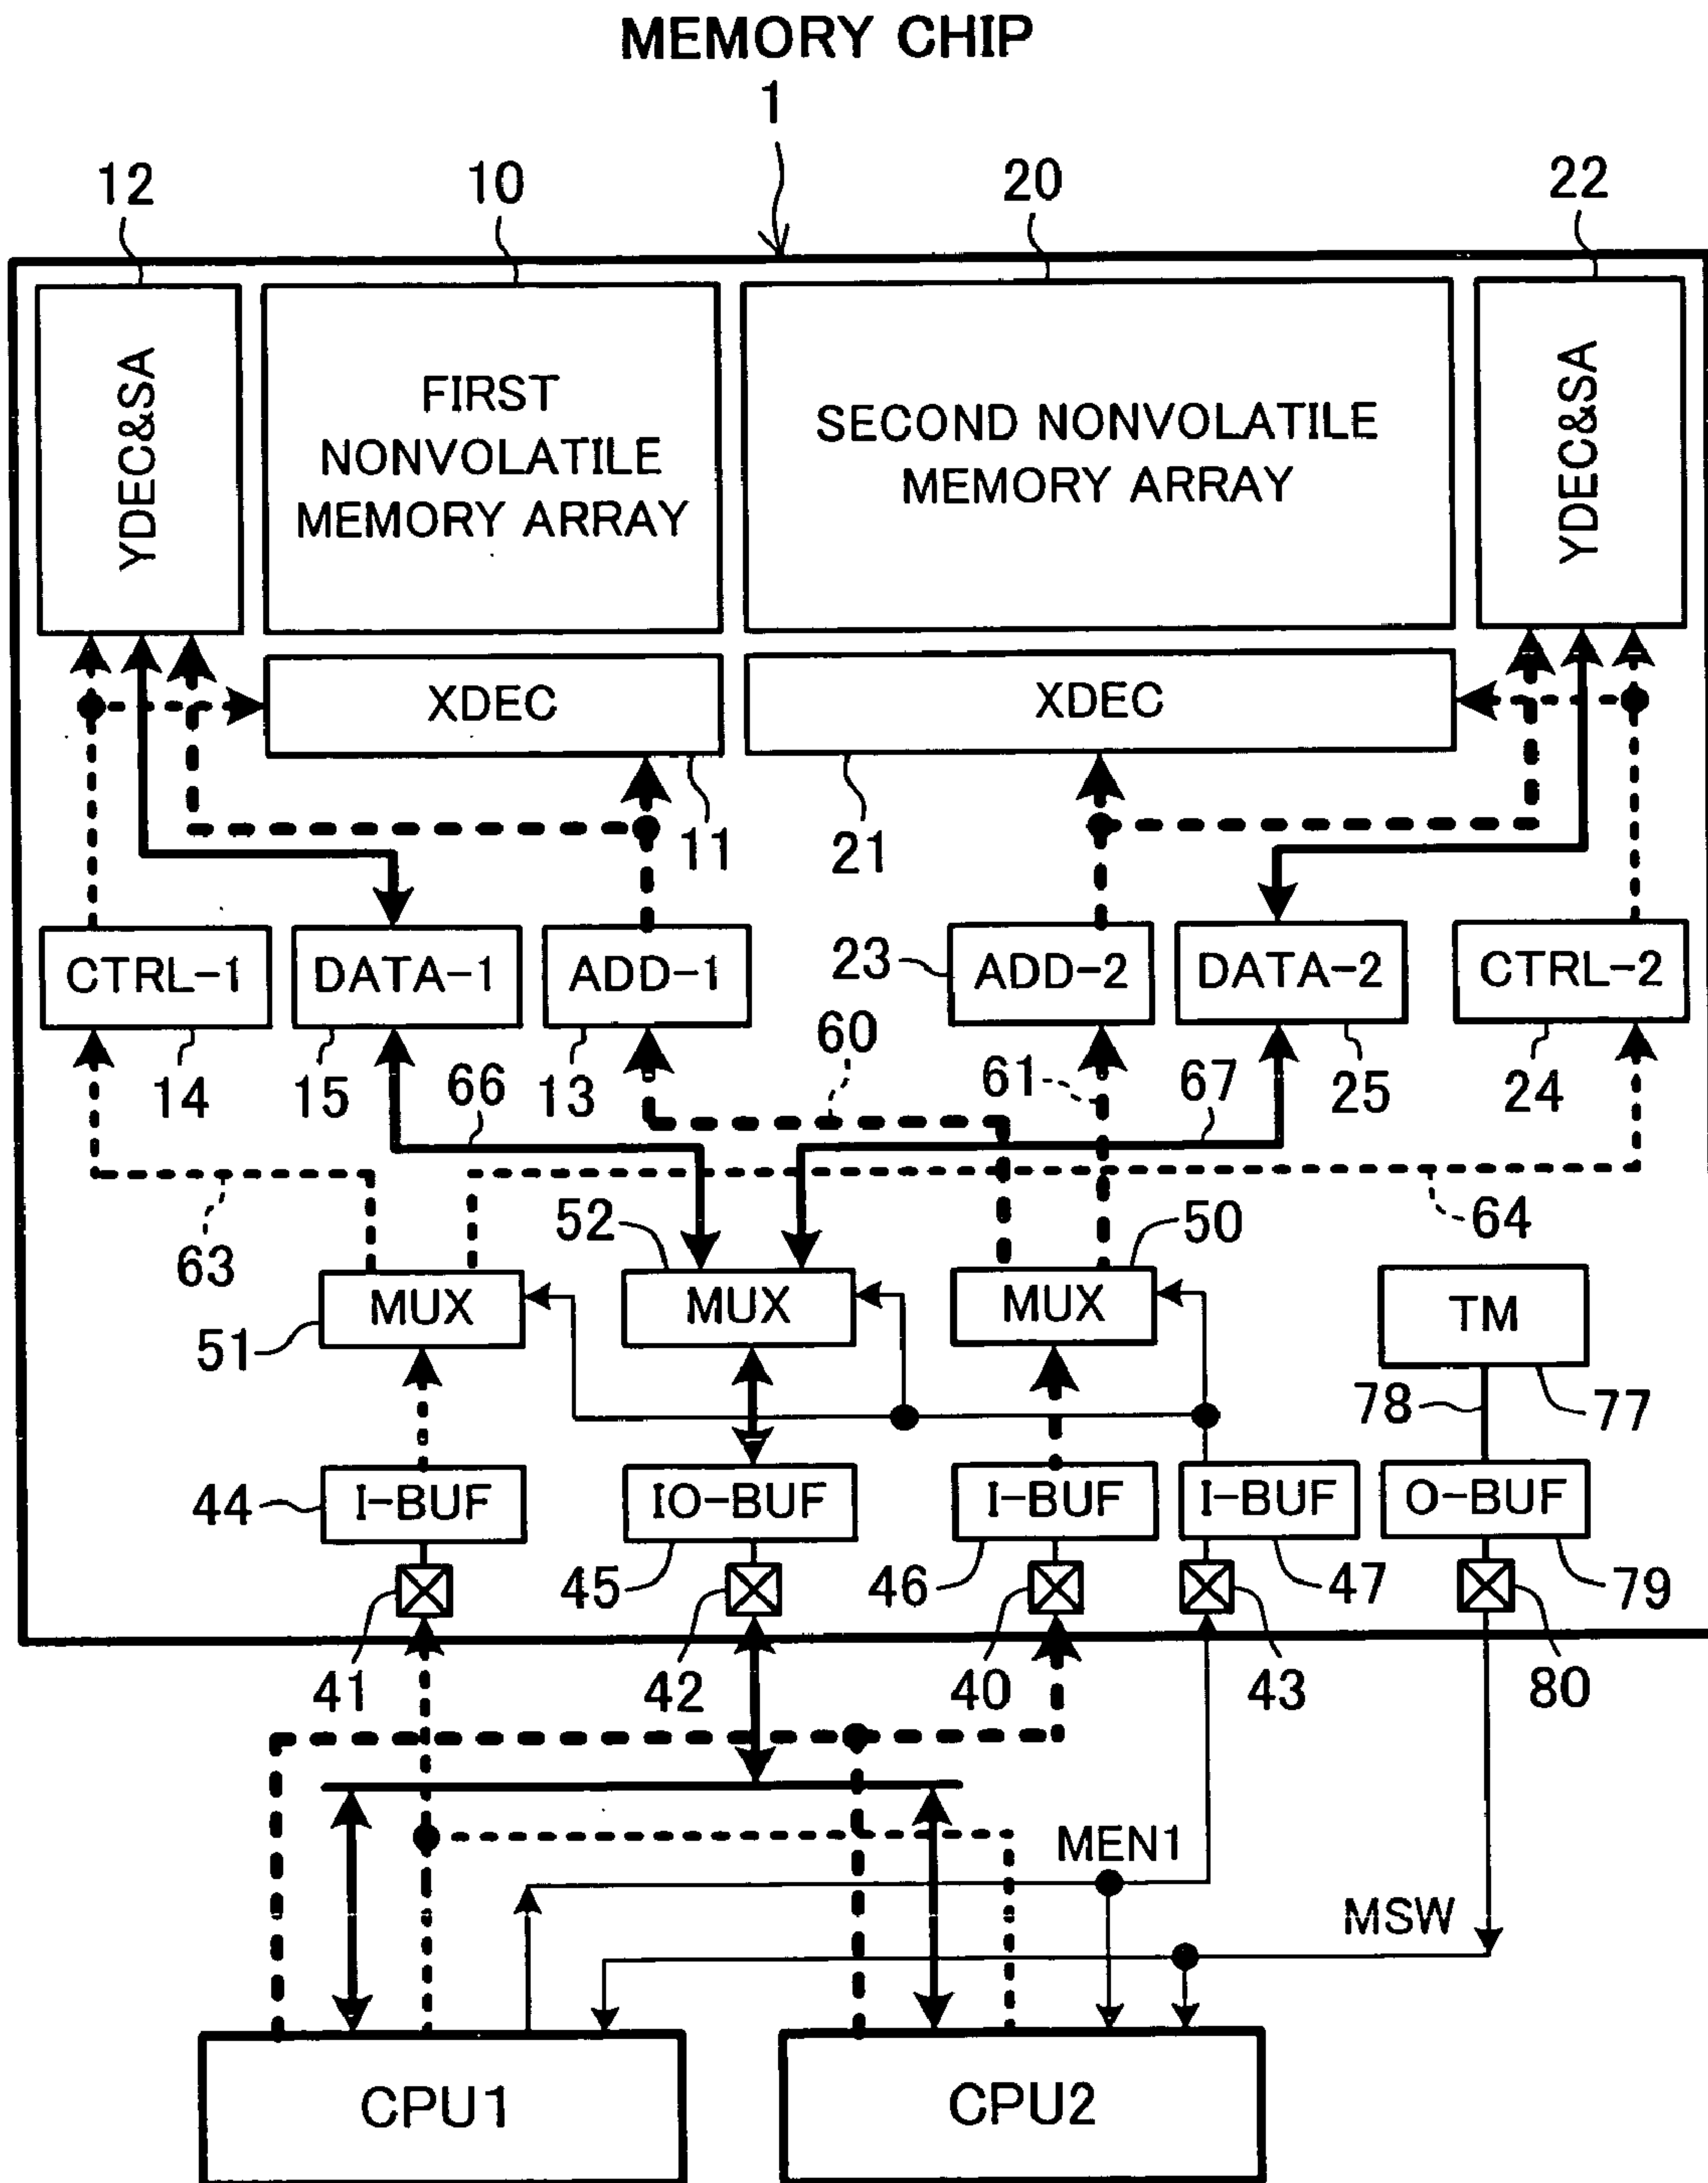 MEMORY CHIP
1
12
10
20
22
YDEC&SA
FIRST
NONVOLATILE
MEMORY ARRAY
SECOND NONVOLATILE
MEMORY ARRAY
YDEC&SA
XDEC
XDEC
11
21
CTRL-1
DATA-1
ADD-1
23
ADD-2
DATA-2
CTRL-2
14
15
66
13
60
61
67
25
24
63
52
50
64
51
MUX
MUX
MUX
TM
78
77
44
I-BUF
IO-BUF
I-BUF
I-BUF
O-BUF
41
45
42
46
40
47
43
79
80
MEN1
MSW
CPU1
CPU2